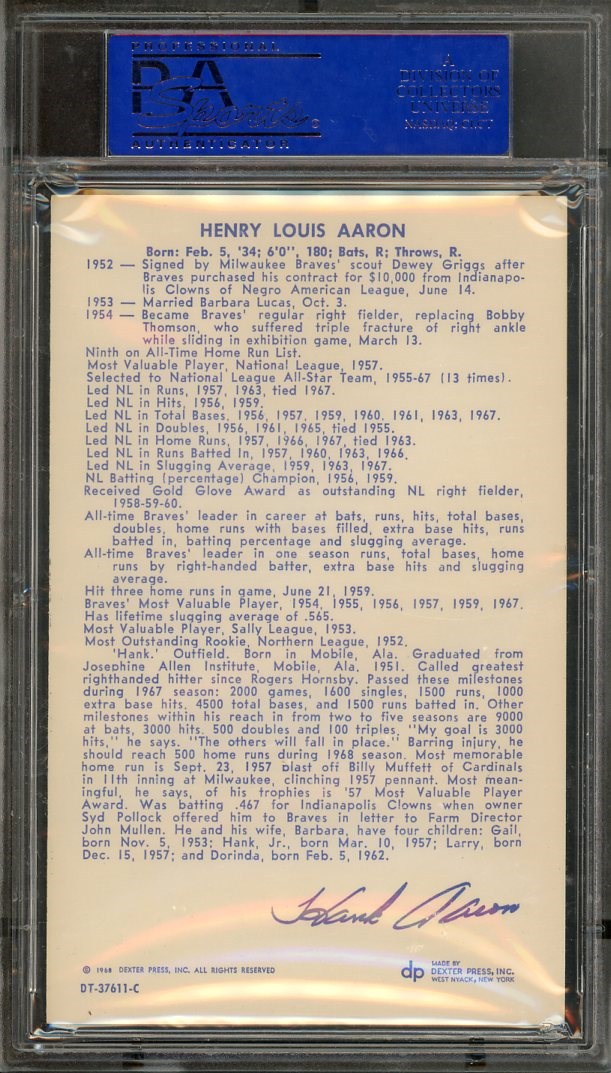 PROFESSIONAL
PSA
Sports
AUTHENTICATOR
A
DIVISION OF
COLLECTORS
UNIVERSE
NASDAQ: CLCT
HENRY LOUIS AARON
Born: Feb. 5, '34; 6'0", 180; Bats, R; Throws, R.
1952 — Signed by Milwaukee Braves' scout Dewey Griggs after
Braves purchased his contract for $10,000 from Indianapo-
lis Clowns of Negro American League, June 14.
1953 — Married Barbara Lucas, Oct. 3.
1954 — Became Braves' regular right fielder, replacing Bobby
Thomson, who suffered triple fracture of right ankle
while sliding in exhibition game, March 13.
Ninth on All-Time Home Run List.
Most Valuable Player, National League, 1957.
Selected to National League All-Star Team, 1955-67 (13 times).
Led NL in Runs, 1957, 1963, tied 1967.
Led NL in Hits, 1956, 1959.
Led NL in Total Bases, 1956, 1957, 1959, 1960, 1961, 1963, 1967.
Led NL in Doubles, 1956, 1961, 1965, tied 1955.
Led NL in Home Runs, 1957, 1966, 1967, tied 1963.
Led NL in Runs Batted In, 1957, 1960, 1963, 1966.
Led NL in Slugging Average, 1959, 1963, 1967.
NL Batting (percentage) Champion, 1956, 1959.
Received Gold Glove Award as outstanding NL right fielder,
1958-59-60.
All-time Braves' leader in career at bats, runs, hits, total bases,
doubles, home runs with bases filled, extra base hits, runs
batted in, batting percentage and slugging average.
All-time Braves' leader in one season runs, total bases, home
runs by right-handed batter, extra base hits and slugging
average.
Hit three home runs in game, June 21, 1959.
Braves' Most Valuable Player, 1954, 1955, 1956, 1957, 1959, 1967.
Has lifetime slugging average of .565.
Most Valuable Player, Sally League, 1953.
Most Outstanding Rookie, Northern League, 1952.
'Hank.' Outfield. Born in Mobile, Ala. Graduated from
Josephine Allen Institute, Mobile, Ala. 1951. Called greatest
righthanded hitter since Rogers Hornsby. Passed these milestones
during 1967 season: 2000 games, 1600 singles, 1500 runs, 1000
extra base hits, 4500 total bases, and 1500 runs batted in. Other
milestones within his reach in from two to five seasons are 9000
at bats, 3000 hits, 500 doubles and 100 triples. "My goal is 3000
hits," he says. "The others will fall in place." Barring injury, he
should reach 500 home runs during 1968 season. Most memorable
home run is Sept. 23, 1957 blast off Billy Muffett of Cardinals
in 11th inning at Milwaukee, clinching 1957 pennant. Most mean-
ingful, he says, of his trophies is '57 Most Valuable Player
Award. Was batting .467 for Indianapolis Clowns when owner
Syd Pollock offered him to Braves in letter to Farm Director
John Mullen. He and his wife, Barbara, have four children: Gail,
born Nov. 5, 1953; Hank, Jr., born Mar. 10, 1957; Larry, born
Dec. 15, 1957; and Dorinda, born Feb. 5, 1962.
Hank Aaron
© 1968 DEXTER PRESS, INC. ALL RIGHTS RESERVED
DT-37611-C
dp
MADE BY
DEXTER PRESS, INC.
WEST NYACK, NEW YORK